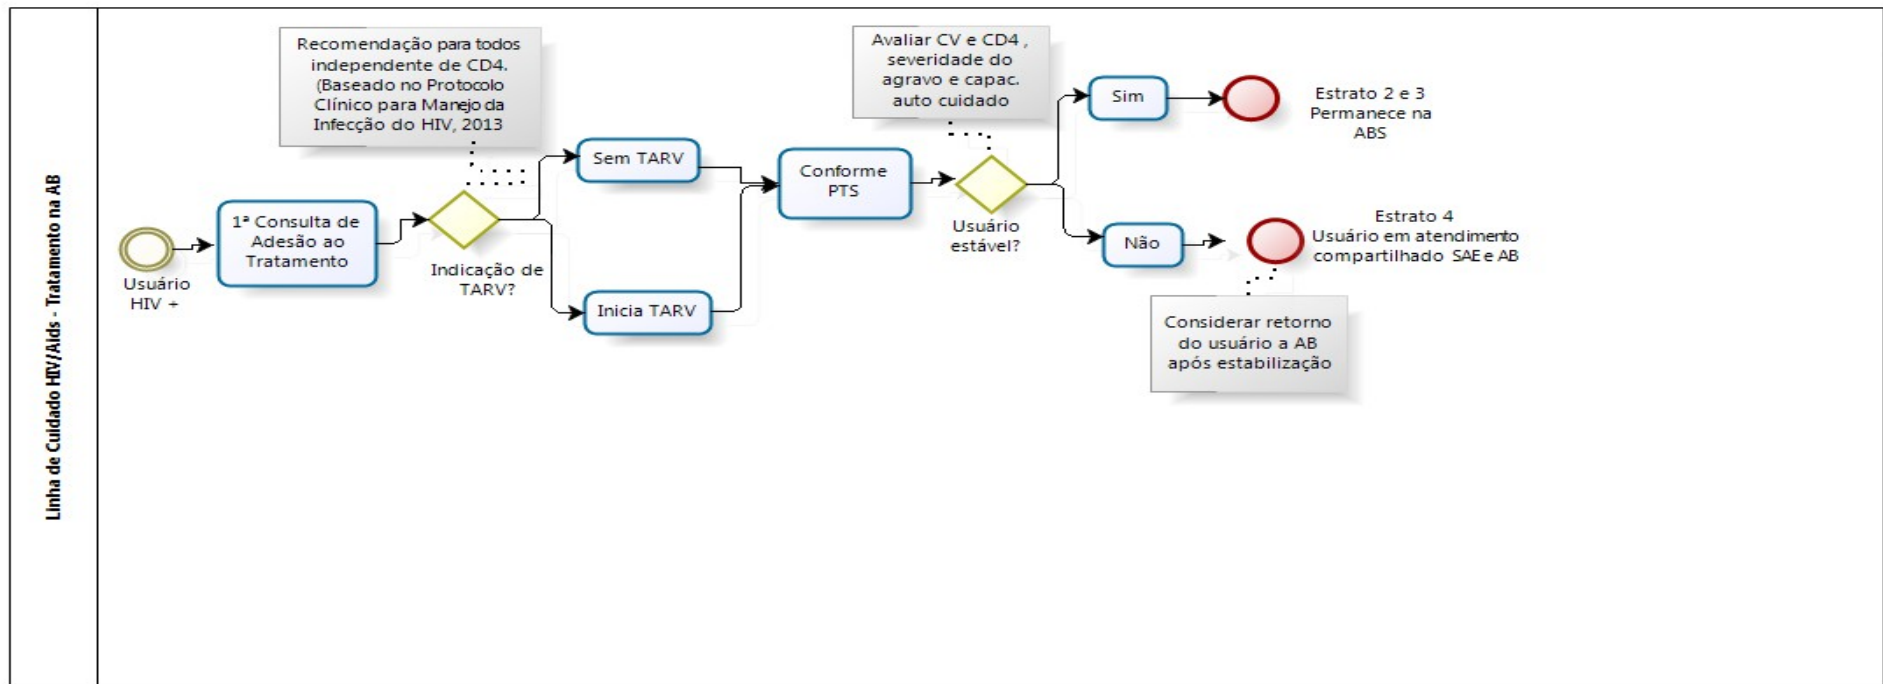 Linha de Cuidado HIV/Aids - Tratamento na AB
Usuário
HIV +
1ª Consulta de
Adesão ao
Tratamento
Recomendação para todos
independente de CD4.
(Baseado no Protocolo
Clínico para Manejo da
Infecção do HIV, 2013
Indicação de
TARV?
Sem TARV
Inicia TARV
Conforme
PTS
Avaliar CV e CD4 ,
severidade do
agravo e capac.
auto cuidado
Usuário
estável?
Sim
Estrato 2 e 3
Permanece na
ABS
Não
Estrato 4
Usuário em atendimento
compartilhado SAE e AB
Considerar retorno
do usuário a AB
após estabilização